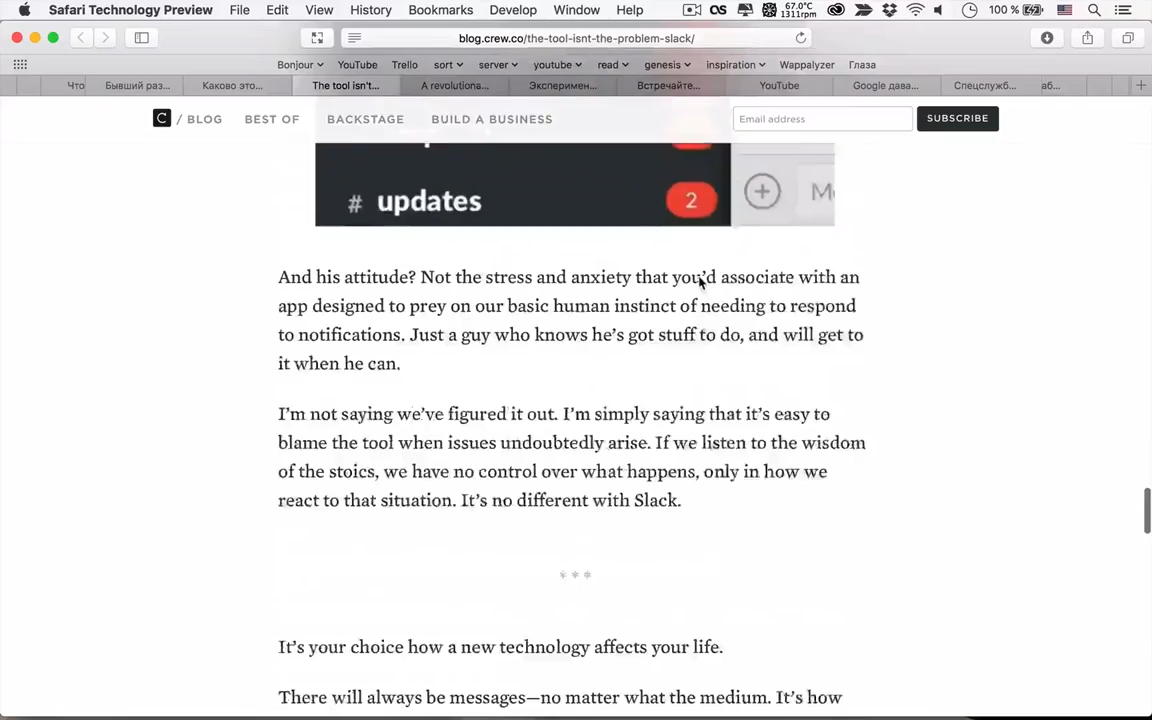 Safari Technology Preview File Edit View History Bookmarks Develop Window Help OS 67.0°C 1311rpm 100 %
blog.crew.co/the-tool-isnt-the-problem-slack/
Bonjour YouTube Trello sort server youtube read genesis inspiration Wappalyzer Глаза
Что Бывший раз... Каково это... The tool isn't... A revolutiona... Эксперимен... Встречайте... YouTube Google дава... Спецслужб... аб...
C / BLOG BEST OF BACKSTAGE BUILD A BUSINESS Email address SUBSCRIBE
# updates 2
And his attitude? Not the stress and anxiety that you’d associate with an
app designed to prey on our basic human instinct of needing to respond
to notifications. Just a guy who knows he’s got stuff to do, and will get to
it when he can.
I’m not saying we’ve figured it out. I’m simply saying that it’s easy to
blame the tool when issues undoubtedly arise. If we listen to the wisdom
of the stoics, we have no control over what happens, only in how we
react to that situation. It’s no different with Slack.
***
It’s your choice how a new technology affects your life.
There will always be messages—no matter what the medium. It’s how